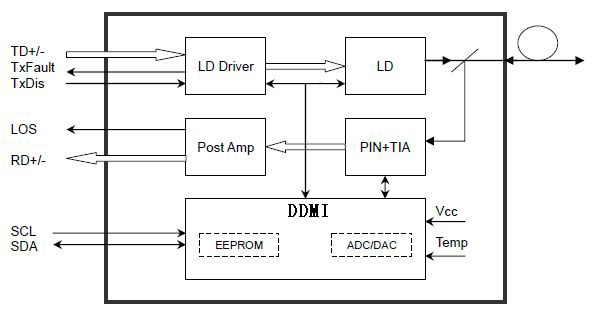 TD+/-
TxFault
TxDis
LD Driver
LD
LOS
RD+/-
Post Amp
PIN+TIA
DDMI
Vcc
SCL
SDA
EEPROM
ADC/DAC
Temp